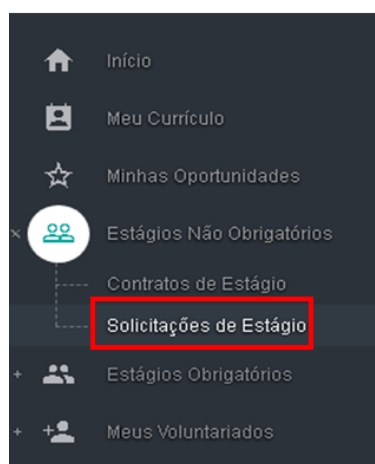 Início
Meu Currículo
Minhas Oportunidades
Estágios Não Obrigatórios
Contratos de Estágio
Solicitações de Estágio
Estágios Obrigatórios
Meus Voluntariados